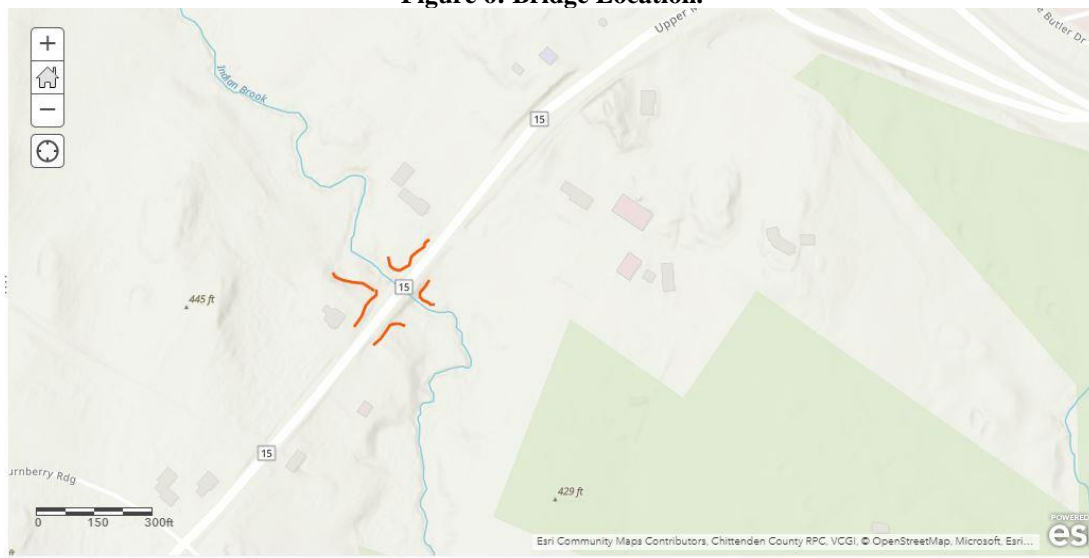 Figure 6: Bridge Location.
Upper
Butler Dr
Indian Brook
15
15
445 ft
15
urnberry Rdg
429 ft
0 150 300ft
Esri Community Maps Contributors, Chittenden County RPC, VCGI, © OpenStreetMap, Microsoft, Esri...
POWERED
es